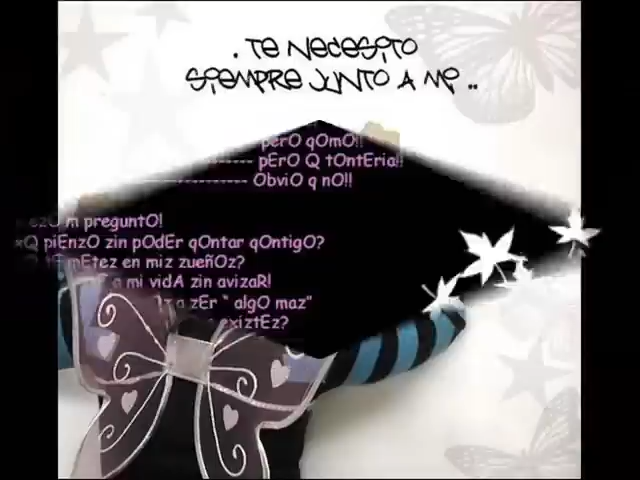 . TE NECESITO
SIEMPRE JUNTO A MI ..
perO qOmO!!
---- pErO Q tOntEria!!
---------------- ObviO q nO!!
m preguntO!
xQ piEnzO zin pOdEr qOntar qOntigO?
tE mEtez en miz zueñOz?
a mi vidA zin avizaR!
a zEr " algO maz"
exiztEz?